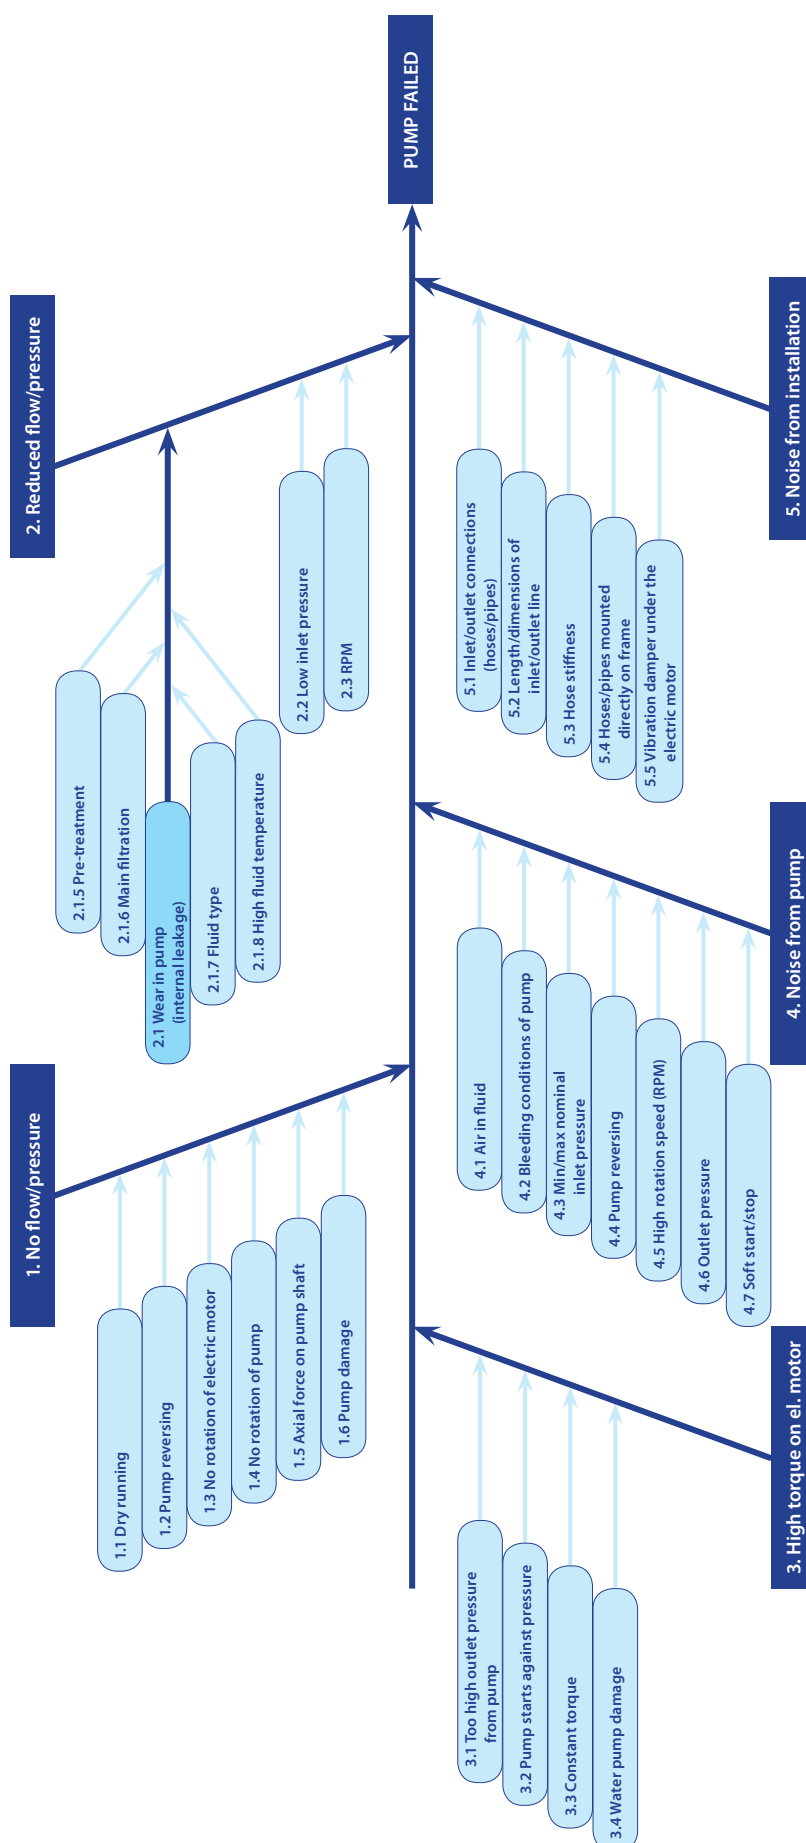 PUMP FAILED
1. No flow/pressure
1.1 Dry running
1.2 Pump reversing
1.3 No rotation of electric motor
1.4 No rotation of pump
1.5 Axial force on pump shaft
1.6 Pump damage
2. Reduced flow/pressure
2.1.5 Pre-treatment
2.1.6 Main filtration
2.1 Wear in pump
(internal leakage)
2.1.7 Fluid type
2.1.8 High fluid temperature
2.2 Low inlet pressure
2.3 RPM
3. High torque on el. motor
3.1 Too high outlet pressure
from pump
3.2 Pump starts against pressure
3.3 Constant torque
3.4 Water pump damage
4. Noise from pump
4.1 Air in fluid
4.2 Bleeding conditions of pump
4.3 Min/max nominal
inlet pressure
4.4 Pump reversing
4.5 High rotation speed (RPM)
4.6 Outlet pressure
4.7 Soft start/stop
5. Noise from installation
5.1 Inlet/outlet connections
(hoses/pipes)
5.2 Length/dimensions of
inlet/outlet line
5.3 Hose stiffness
5.4 Hoses/pipes mounted
directly on frame
5.5 Vibration damper under the
electric motor